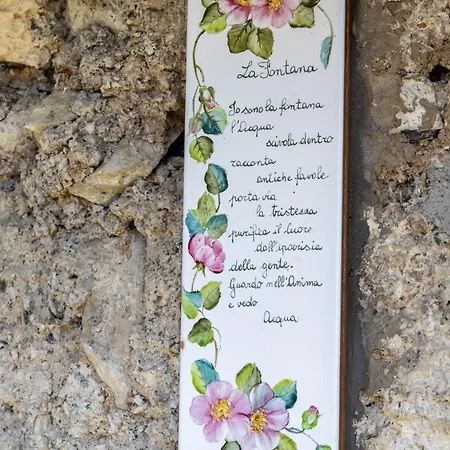 La Fontana
Io sono la fontana
l'Acqua
scivola dentro
racconta
antiche favole
porta via
la tristezza
purifica il cuore
dall'ipocrisia
della gente.
Guardo nell'Anima
e vedo
Acqua